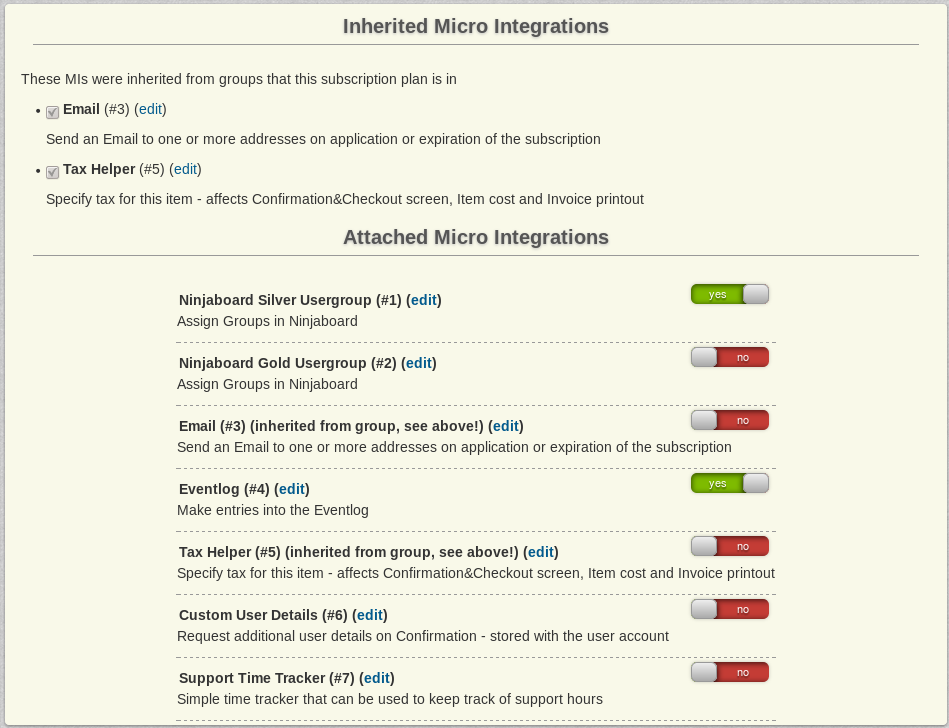 Inherited Micro Integrations
These MIs were inherited from groups that this subscription plan is in
• Email (#3) (edit)
Send an Email to one or more addresses on application or expiration of the subscription
• Tax Helper (#5) (edit)
Specify tax for this item - affects Confirmation&Checkout screen, Item cost and Invoice printout
Attached Micro Integrations
Ninjaboard Silver Usergroup (#1) (edit) yes
Assign Groups in Ninjaboard
Ninjaboard Gold Usergroup (#2) (edit) no
Assign Groups in Ninjaboard
Email (#3) (inherited from group, see above!) (edit) no
Send an Email to one or more addresses on application or expiration of the subscription
Eventlog (#4) (edit) yes
Make entries into the Eventlog
Tax Helper (#5) (inherited from group, see above!) (edit) no
Specify tax for this item - affects Confirmation&Checkout screen, Item cost and Invoice printout
Custom User Details (#6) (edit) no
Request additional user details on Confirmation - stored with the user account
Support Time Tracker (#7) (edit) no
Simple time tracker that can be used to keep track of support hours